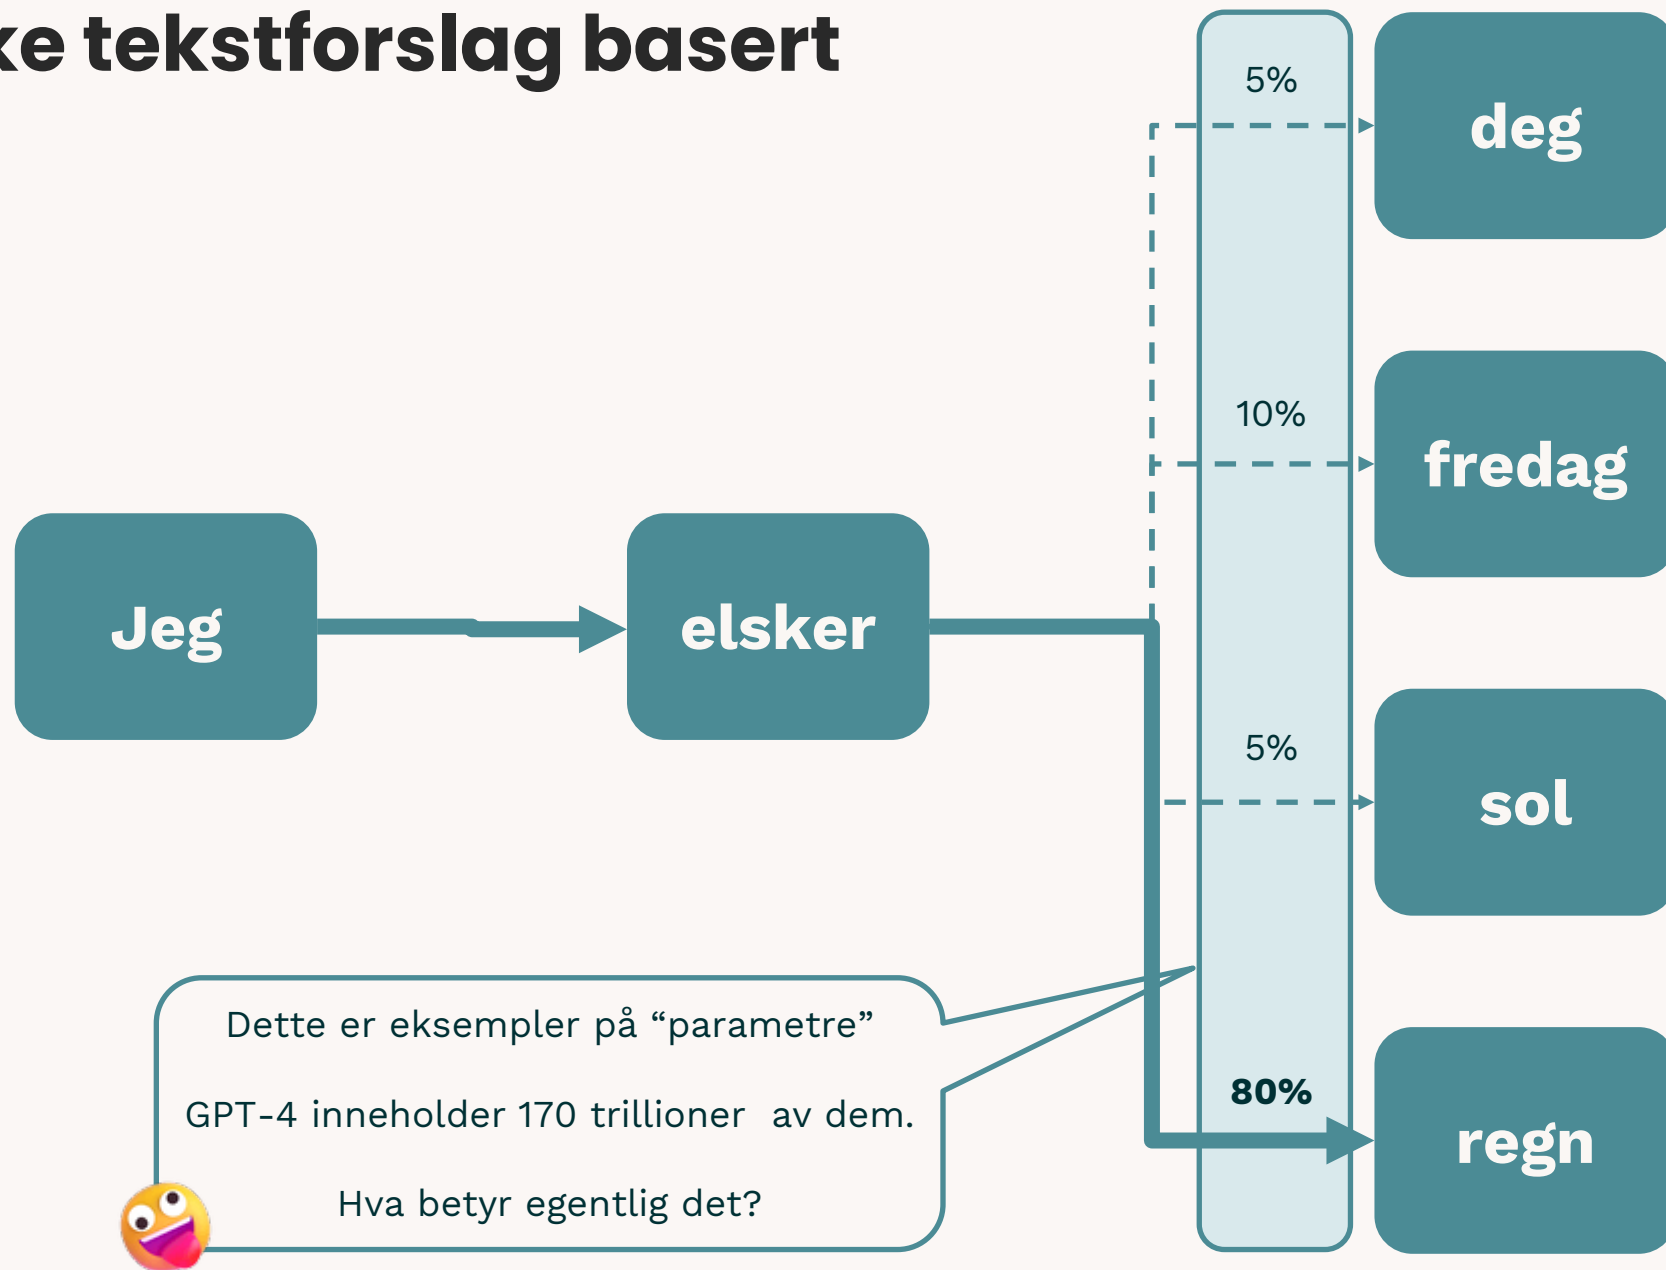 ke tekstforslag basert
5%
deg
10%
fredag
Jeg
elsker
5%
sol
Dette er eksempler på “parametre”
GPT-4 inneholder 170 trillioner  av dem.
Hva betyr egentlig det?
80%
regn